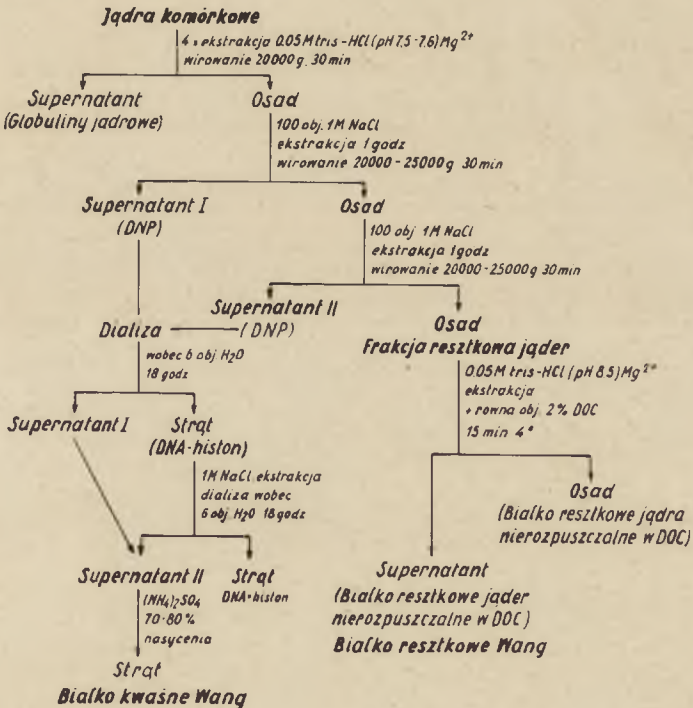 Jądra komórkowe
4 × ekstrakcja 0.05M tris-HCl (pH 7.5-7.6) Mg²⁺
wirowanie 20000 g. 30 min
Supernatant
(Globuliny jadrowe)
Osad
100 obj. 1M NaCl
ekstrakcja 1 godz
wirowanie 20000-25000 g 30 min
Supernatant I
(DNP)
Osad
100 obj 1M NaCl
ekstrakcja 1 godz
wirowanie 20000-25000g 30min
Supernatant II
(DNP)
Dializa
wobec 6 obj. H₂O
18 godz
Osad
Frakcja resztkowa jąder
0.05M tris-HCl (pH 8.5) Mg²⁺
ekstrakcja
+ rowna obj. 2% DOC
15 min 4°
Supernatant I
Strąt
(DNA-histon)
1M NaCl ekstrakcja
dializa wobec
6 obj. H₂O 18 godz
Osad
(Białko resztkowe jądra
nierozpuszczalne w DOC)
Supernatant II
(NH₄)₂SO₄
70-80%
nasycenia
Strąt
DNA-histon
Supernatant
(Białko resztkowe jąder
nierozpuszczalne w DOC)
Białko resztkowe Wang
Strąt
Białko kwaśne Wang